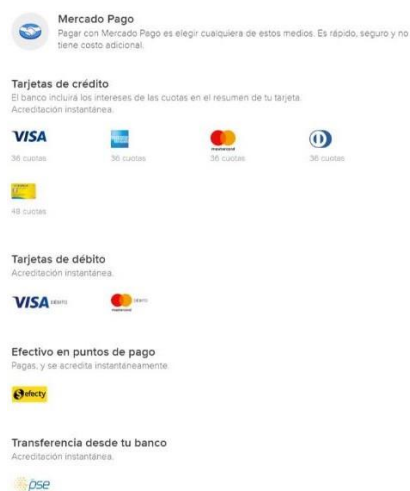 Mercado Pago
Pagar con Mercado Pago es elegir cualquiera de estos medios. Es rápido, seguro y no
tiene costo adicional.
Tarjetas de crédito
El banco incluirá los intereses de las cuotas en el resumen de tu tarjeta.
Acreditación instantánea.
VISA
mastercard
36 cuotas 36 cuotas 36 cuotas 36 cuotas
48 cuotas
Tarjetas de débito
Acreditación instantánea.
VISA DÉBITO mastercard DÉBITO
Efectivo en puntos de pago
Pagas, y se acredita instantáneamente.
efecty
Transferencia desde tu banco
Acreditación instantánea.
pse